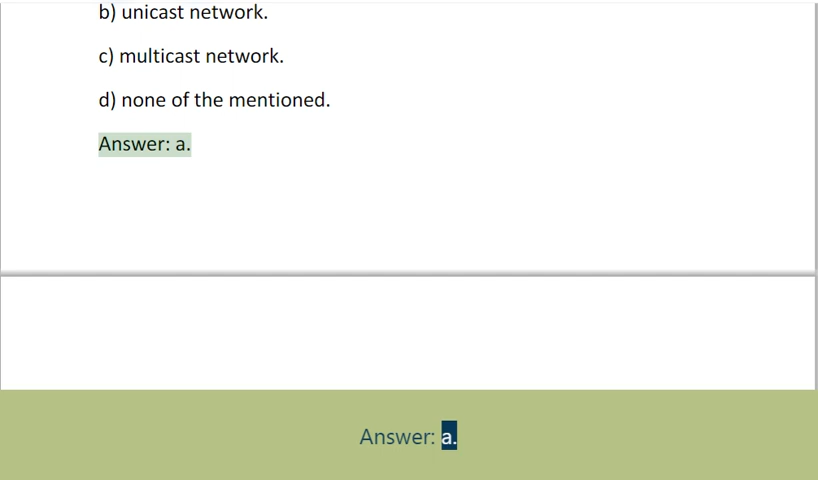 b) unicast network.
c) multicast network.
d) none of the mentioned.
Answer: a.
Answer: a.